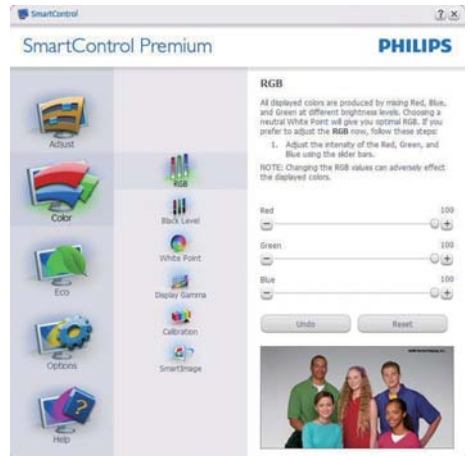 SmartControl
SmartControl Premium
PHILIPS
Adjust
Color
Eco
Options
Help
RGB
Black Level
White Point
Display Gamma
Calibration
SmartImage
RGB
All displayed colors are produced by mixing Red, Blue,
and Green at different brightness levels. Choosing a
neutral White Point will give you optimal RGB. If you
prefer to adjust the RGB now, follow these steps:
1. Adjust the intensity of the Red, Green, and
Blue using the slider bars.
NOTE: Changing the RGB values can adversely effect
the displayed colors.
Red 100
Green 100
Blue 100
Undo Reset